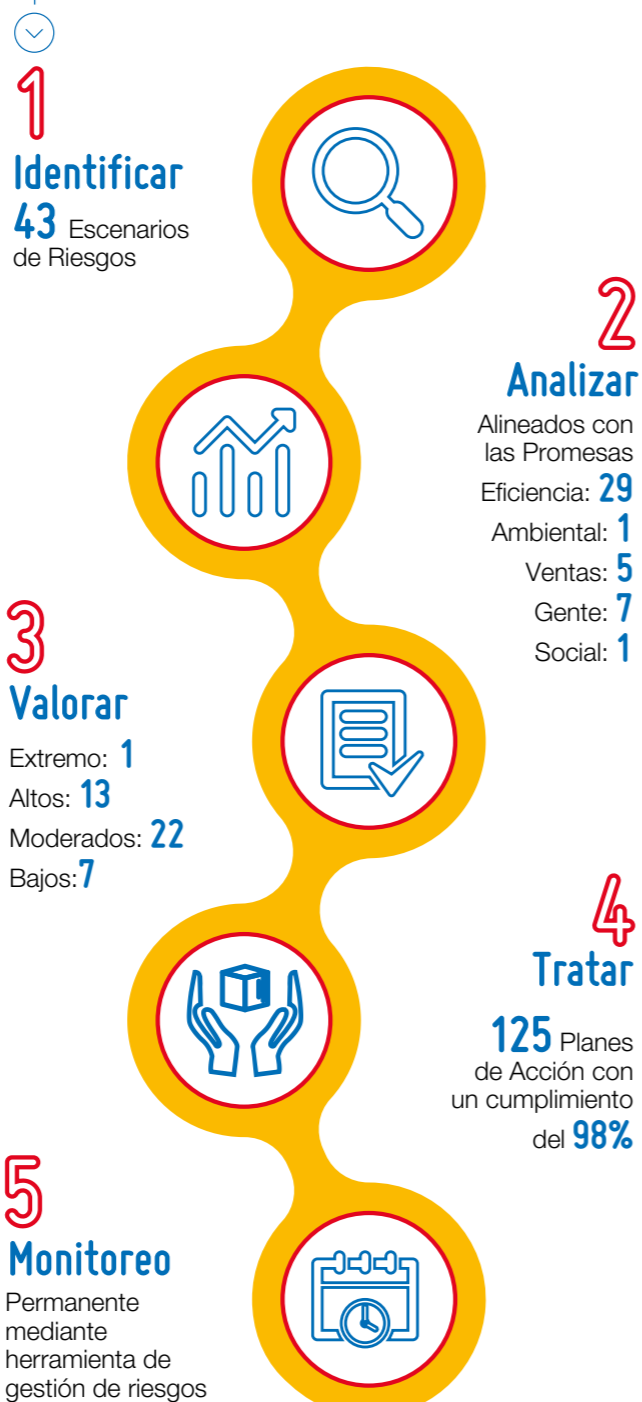 1
Identificar
43 Escenarios
de Riesgos
2
Analizar
Alineados con
las Promesas
Eficiencia: 29
Ambiental: 1
Ventas: 5
Gente: 7
Social: 1
3
Valorar
Extremo: 1
Altos: 13
Moderados: 22
Bajos:7
4
Tratar
125 Planes
de Acción con
un cumplimiento
del 98%
5
Monitoreo
Permanente
mediante
herramienta de
gestión de riesgos